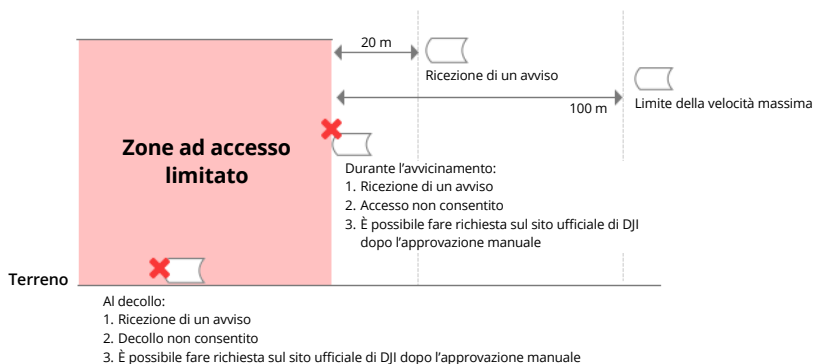 20 m
Ricezione di un avviso
100 m
Limite della velocità massima
Zone ad accesso
limitato
Durante l'avvicinamento:
1. Ricezione di un avviso
2. Accesso non consentito
3. È possibile fare richiesta sul sito ufficiale di DJI
dopo l'approvazione manuale
Terreno
Al decollo:
1. Ricezione di un avviso
2. Decollo non consentito
3. È possibile fare richiesta sul sito ufficiale di DJI dopo l'approvazione manuale